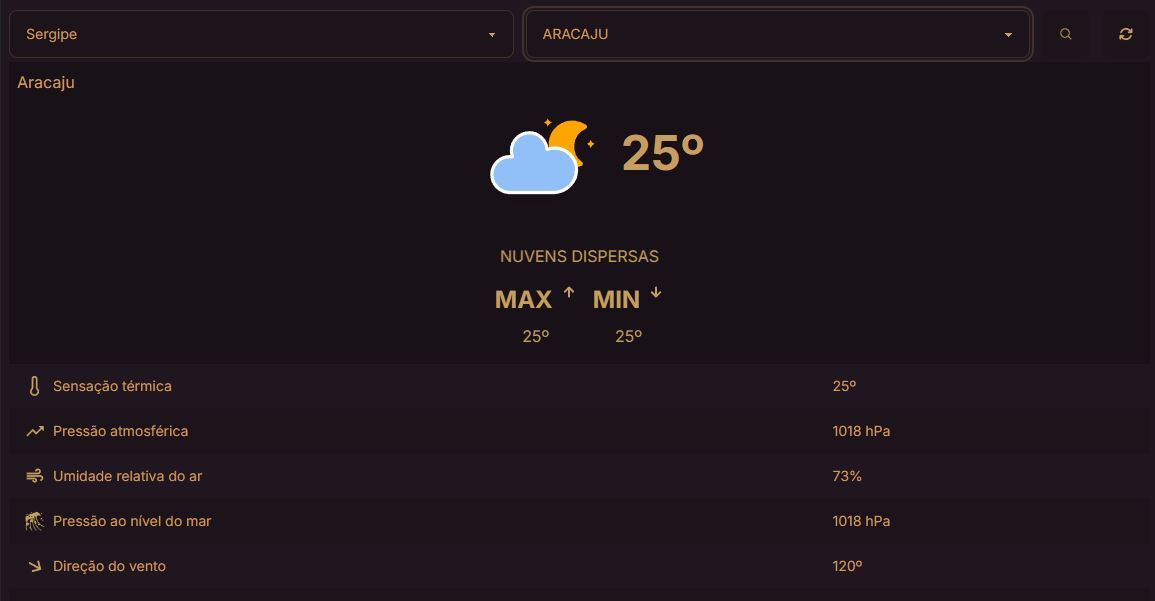 Sergipe ARACAJU
Aracaju
25º
NUVENS DISPERSAS
MAX MIN
25º 25º
Sensação térmica 25º
Pressão atmosférica 1018 hPa
Umidade relativa do ar 73%
Pressão ao nível do mar 1018 hPa
Direção do vento 120º